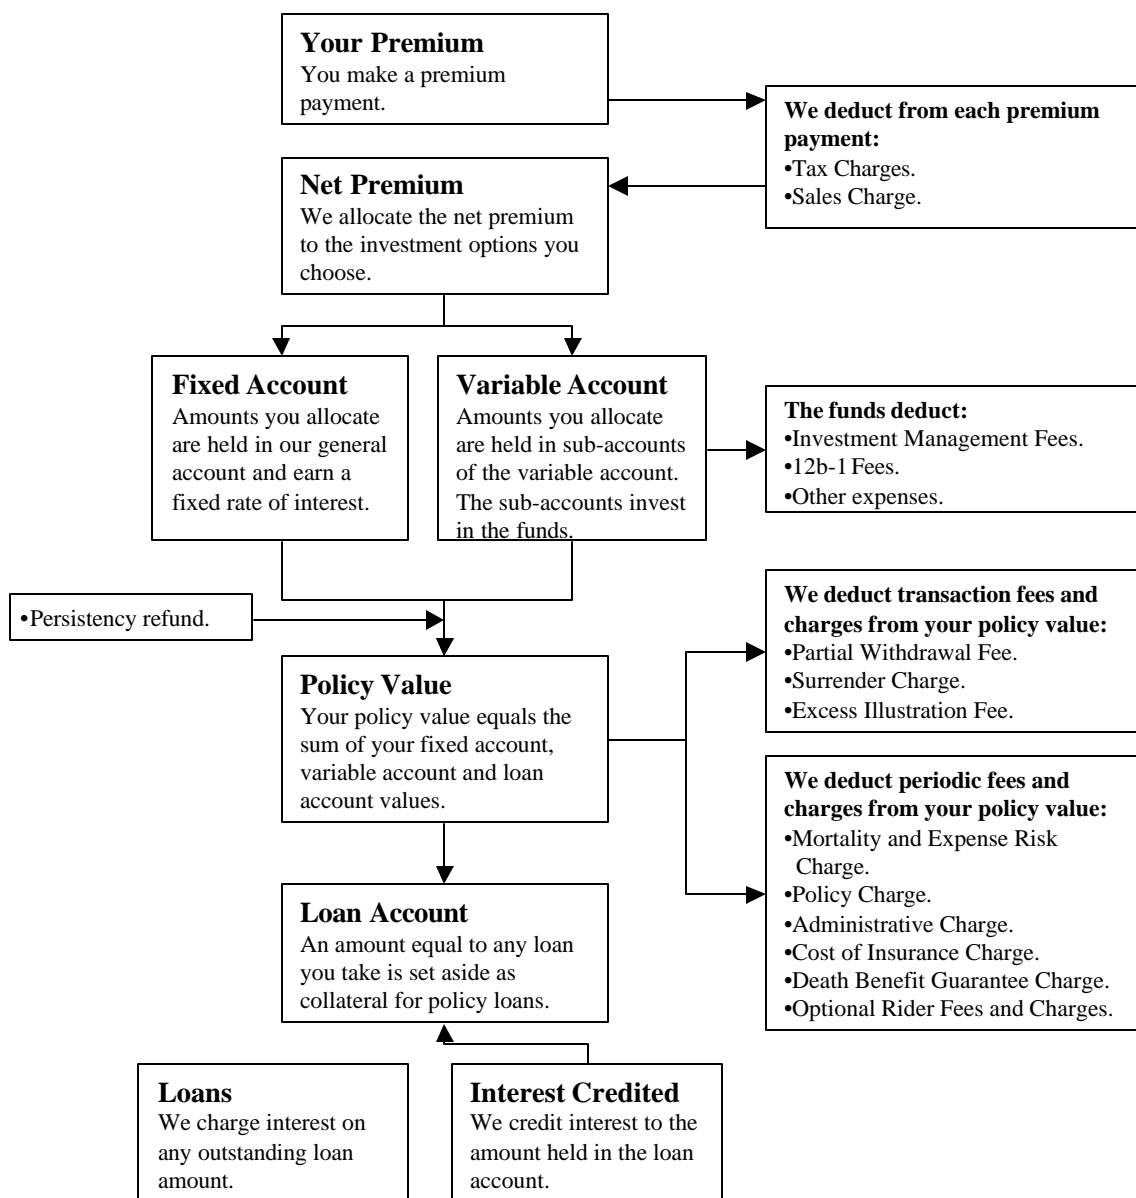 Your Premium
You make a premium
payment.
We deduct from each premium
payment:
•Tax Charges.
•Sales Charge.
Net Premium
We allocate the net premium
to the investment options you
choose.
Fixed Account
Amounts you allocate
are held in our general
account and earn a
fixed rate of interest.
Variable Account
Amounts you allocate
are held in sub-accounts
of the variable account.
The sub-accounts invest
in the funds.
The funds deduct:
•Investment Management Fees.
•12b-1 Fees.
•Other expenses.
•Persistency refund.
We deduct transaction fees and
charges from your policy value:
•Partial Withdrawal Fee.
•Surrender Charge.
•Excess Illustration Fee.
Policy Value
Your policy value equals the
sum of your fixed account,
variable account and loan
account values.
We deduct periodic fees and
charges from your policy value:
•Mortality and Expense Risk
Charge.
•Policy Charge.
•Administrative Charge.
•Cost of Insurance Charge.
•Death Benefit Guarantee Charge.
•Optional Rider Fees and Charges.
Loan Account
An amount equal to any loan
you take is set aside as
collateral for policy loans.
Loans
We charge interest on
any outstanding loan
amount.
Interest Credited
We credit interest to the
amount held in the loan
account.